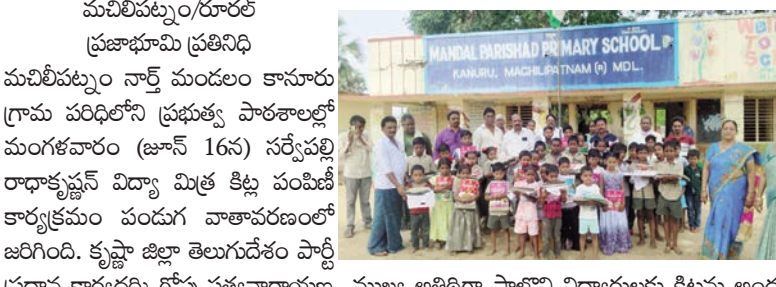 మచిలీపట్నం/రూరల్
ప్రజాభూమి ప్రతినిధి
మచిలీపట్నం నార్త్ మండలం కానూరు
గ్రామ పరిధిలోని ప్రభుత్వ పాఠశాలల్లో
మంగళవారం (జూన్ 16న) సర్వేపల్లి
రాధాకృష్ణన్ విద్యా మిత్ర కిట్ల పంపిణీ
కార్యక్రమం పండుగ వాతావరణంలో
జరిగింది. కృష్ణా జిల్లా తెలుగుదేశం పార్టీ
MANDAL PARISHAD PRIMARY SCHOOL
KANURU, MACHILIPATNAM (R) MDL.